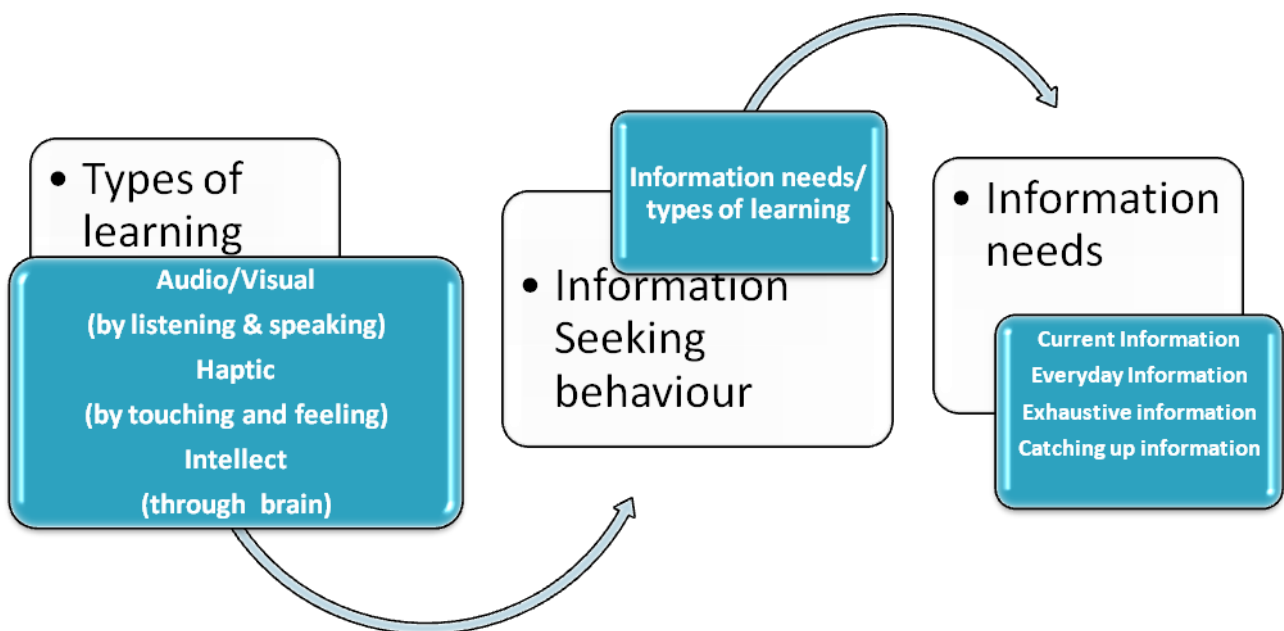 • Types of
learning
Audio/Visual
(by listening & speaking)
Haptic
(by touching and feeling)
Intellect
(through brain)
Information needs/
types of learning
• Information
Seeking
behaviour
• Information
needs
Current Information
Everyday Information
Exhaustive information
Catching up information